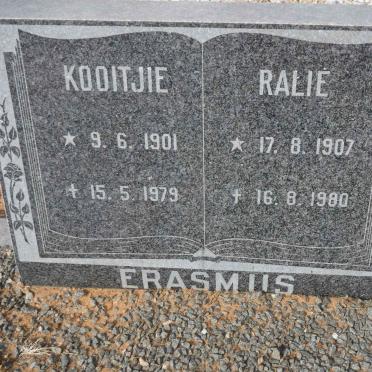 KOOITJIE
★ 9. 6. 1901
✝ 15. 5. 1979
RALIE
★ 17. 8. 1907
✝ 16. 8. 1980
ERASMUS